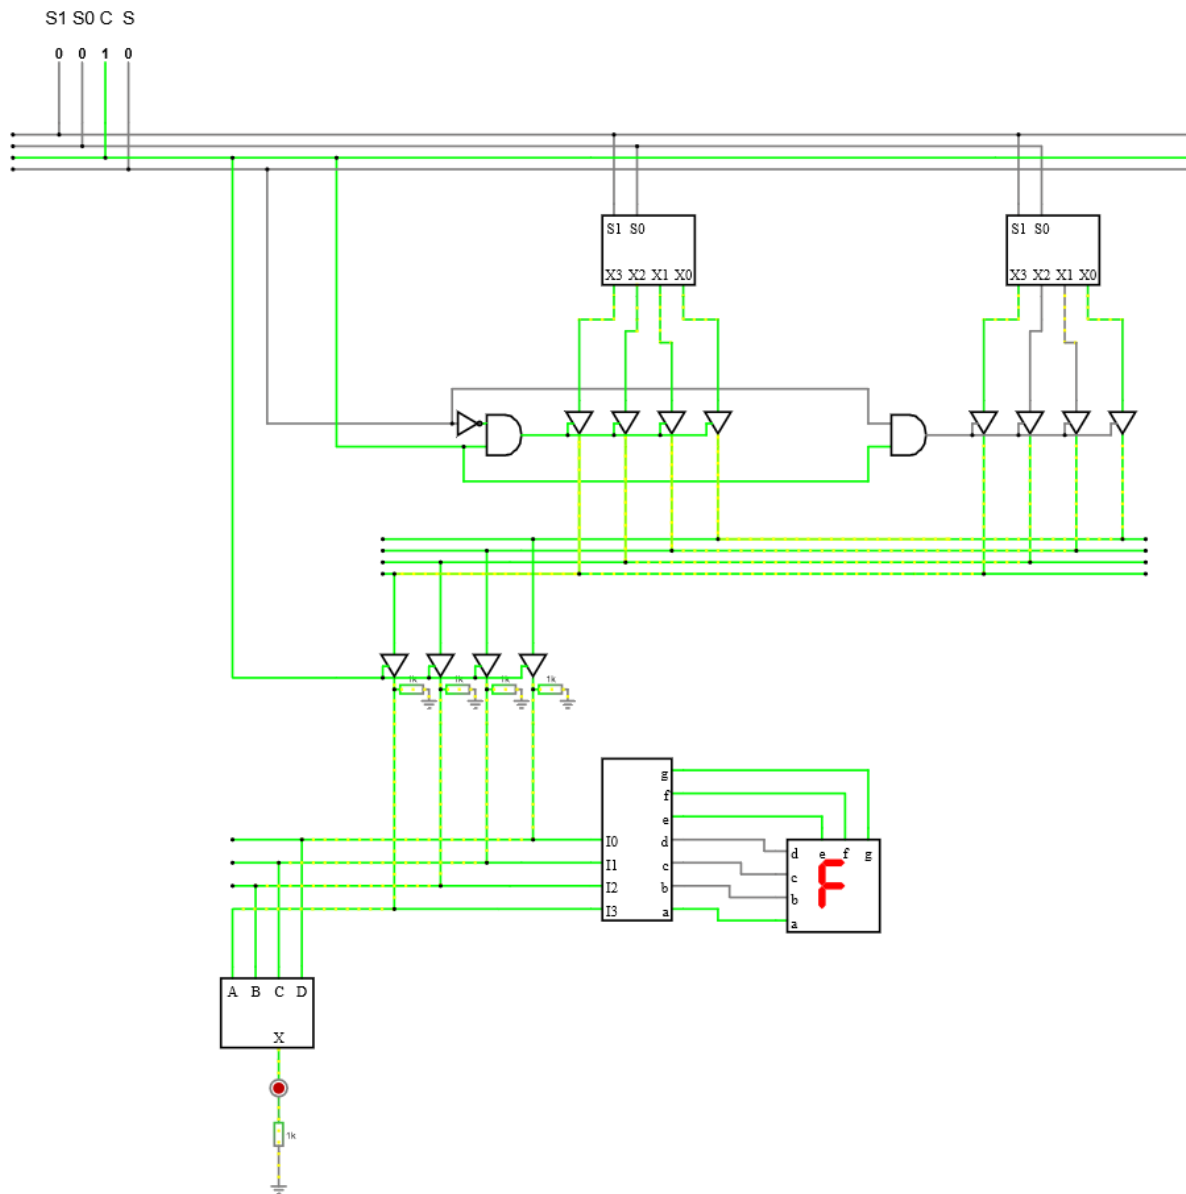 S1 S0 C S
0 0 1 0
S1 S0
X3 X2 X1 X0
S1 S0
X3 X2 X1 X0
1k 1k 1k 1k
g
f
e
I0 d
I1 c
I2 b
I3 a
d e f g
c
b
a
F
A B C D
X
1k